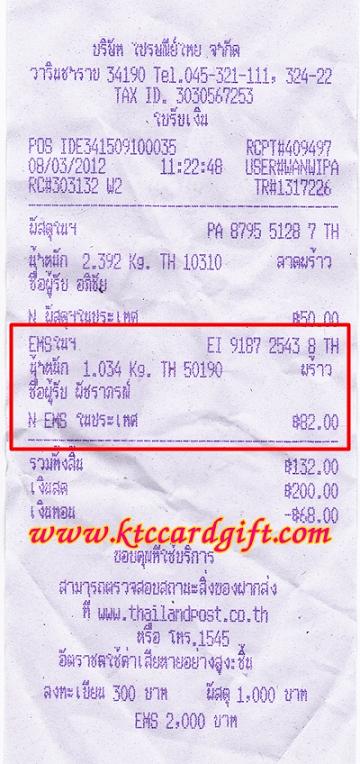 บริษัท ไปรษณีย์ไทย จำกัด
วารินชำราบ 34190 Tel.045-321-111, 324-22
TAX ID. 3030567253
ใบรับเงิน
POS IDE341509100035 RCPT#409497
08/03/2012 11:22:48 USER#WANWIPA
RC#303132 W2 TR#1317226
พัสดุในฯ PA 8795 5128 7 TH
น้ำหนัก 2.392 Kg. TH 10310 ลาดพร้าว
ชื่อผู้รับ อภิชัย
N พัสดุฯในประเทศ ฿50.00
EMSในฯ EI 9187 2543 8 TH
น้ำหนัก 1.034 Kg. TH 50190 พร้าว
ชื่อผู้รับ พัชราภรณ์
N EMS ในประเทศ ฿82.00
รวมทั้งสิ้น ฿132.00
เงินสด ฿200.00
เงินทอน -฿68.00
www.ktccardgift.com
ขอบคุณที่ใช้บริการ
สามารถตรวจสอบสถานะสิ่งของฝากส่ง
ที่ www.thailandpost.co.th
หรือ โทร.1545
อัตราชดใช้ค่าเสียหายอย่างสูง:ชิ้น
ลงทะเบียน 300 บาท พัสดุ 1,000 บาท
EMS 2,000 บาท